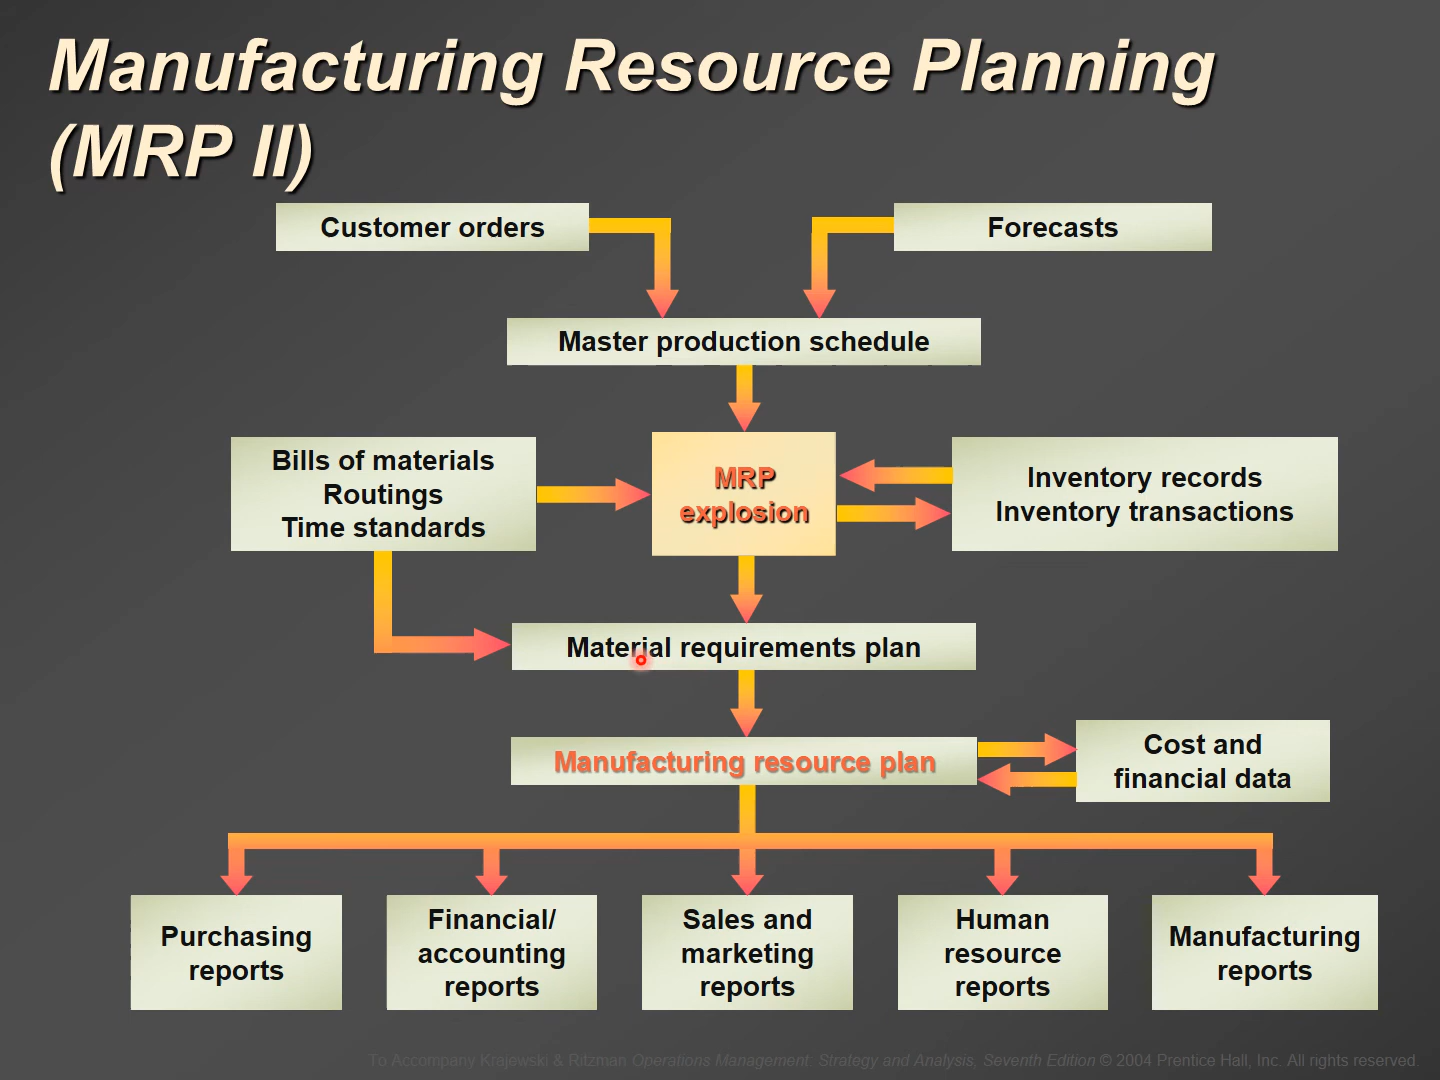 Manufacturing Resource Planning
(MRP II)
Customer orders
Forecasts
Master production schedule
Bills of materials
Routings
Time standards
MRP
explosion
Inventory records
Inventory transactions
Material requirements plan
Manufacturing resource plan
Cost and
financial data
Purchasing
reports
Financial/
accounting
reports
Sales and
marketing
reports
Human
resource
reports
Manufacturing
reports
To Accompany Krajewski & Ritzman Operations Management: Strategy and Analysis, Seventh Edition © 2004 Prentice Hall, Inc. All rights reserved.